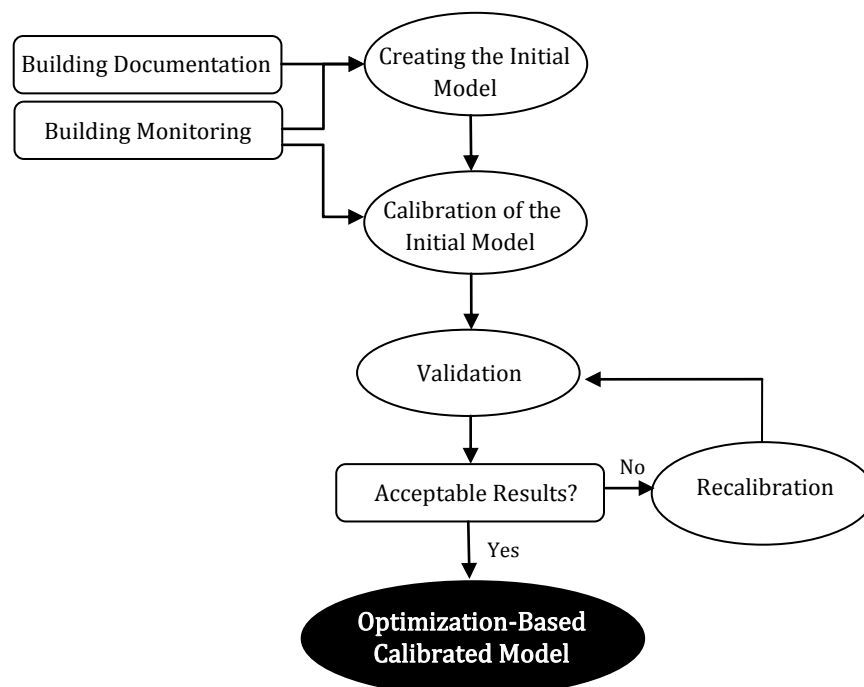 Building Documentation
Creating the Initial
Model
Building Monitoring
Calibration of the
Initial Model
Validation
Acceptable Results?
No
Recalibration
Yes
Optimization-Based
Calibrated Model